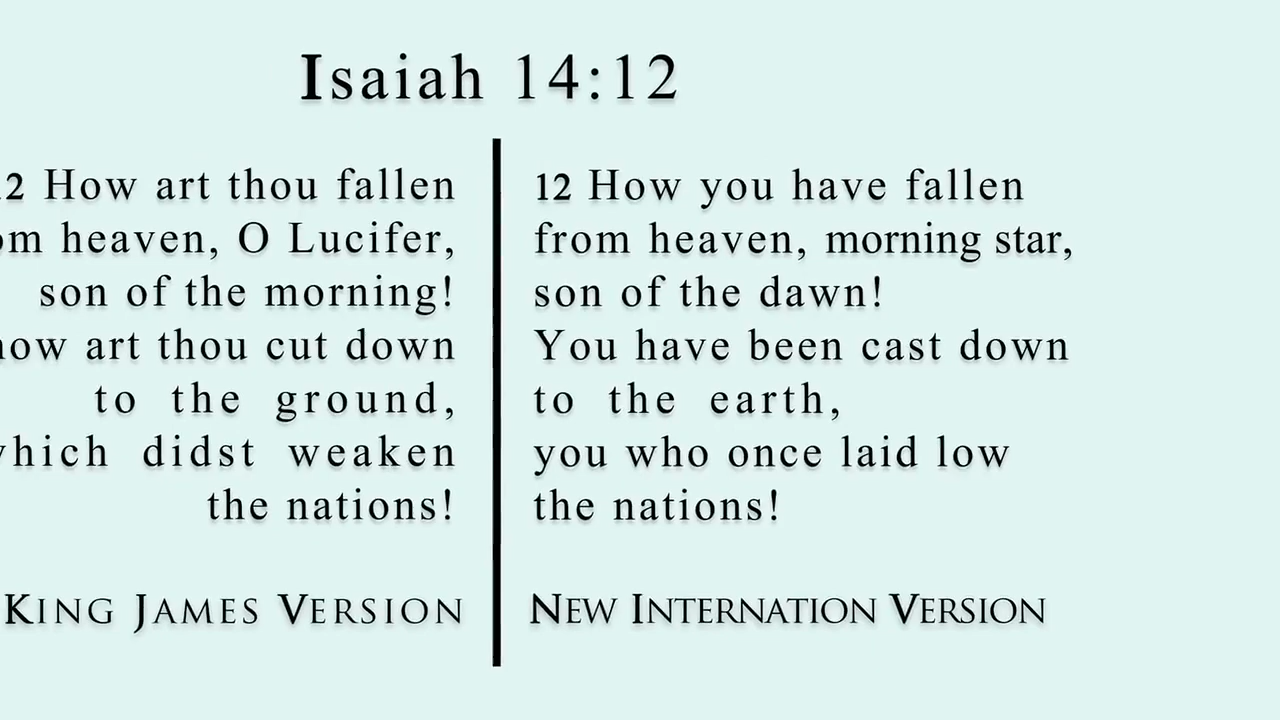 Isaiah 14:12
2 How art thou fallen
heaven, O Lucifer,
son of the morning!
art thou cut down
to the ground,
didst weaken
the nations!
KING JAMES VERSION
12 How you have fallen
from heaven, morning star,
son of the dawn!
You have been cast down
to the earth,
you who once laid low
the nations!
NEW INTERNATION VERSION